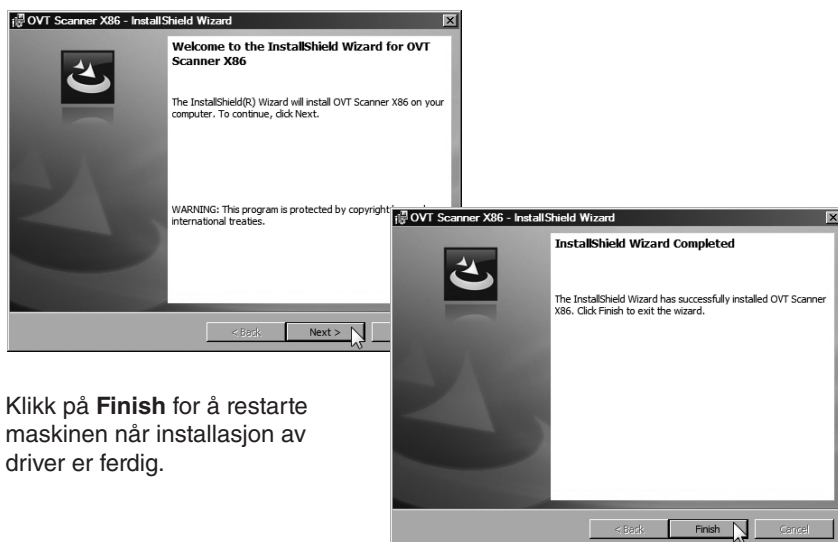 OVT Scanner X86 - InstallShield Wizard
Welcome to the InstallShield Wizard for OVT
Scanner X86
The InstallShield(R) Wizard will install OVT Scanner X86 on your
computer. To continue, click Next.
WARNING: This program is protected by copyright
international treaties.
< Back
Next >
OVT Scanner X86 - InstallShield Wizard
InstallShield Wizard Completed
The InstallShield Wizard has successfully installed OVT Scanner
X86. Click Finish to exit the wizard.
< Back
Finish
Cancel
Klikk på Finish for å restarte
maskinen når installasjon av
driver er ferdig.